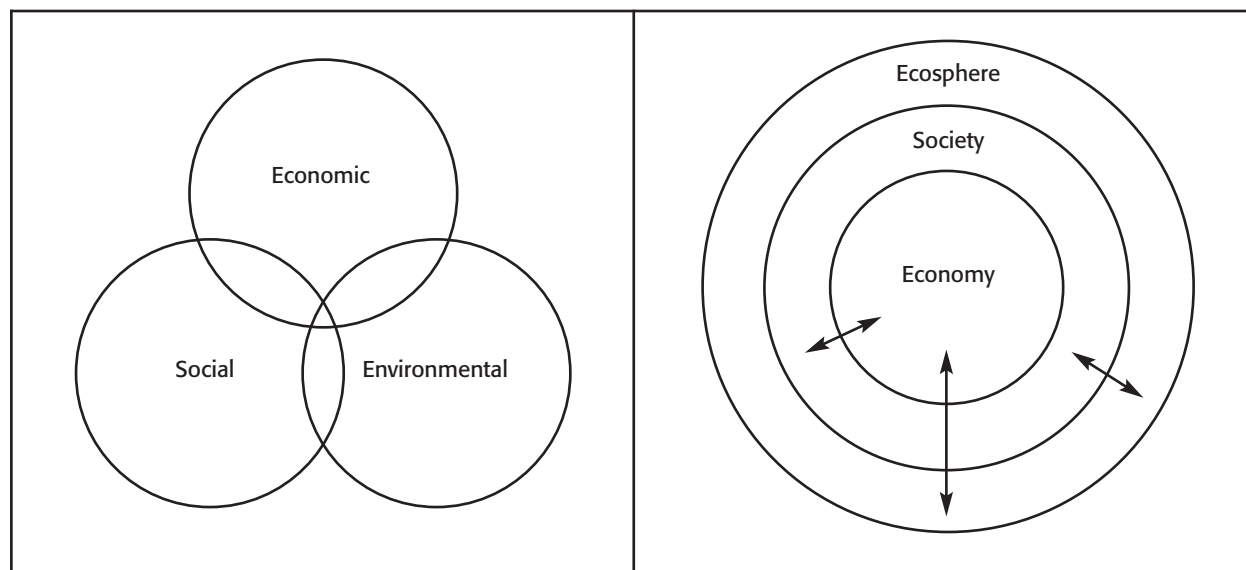 Economic
Social
Environmental
Ecosphere
Society
Economy